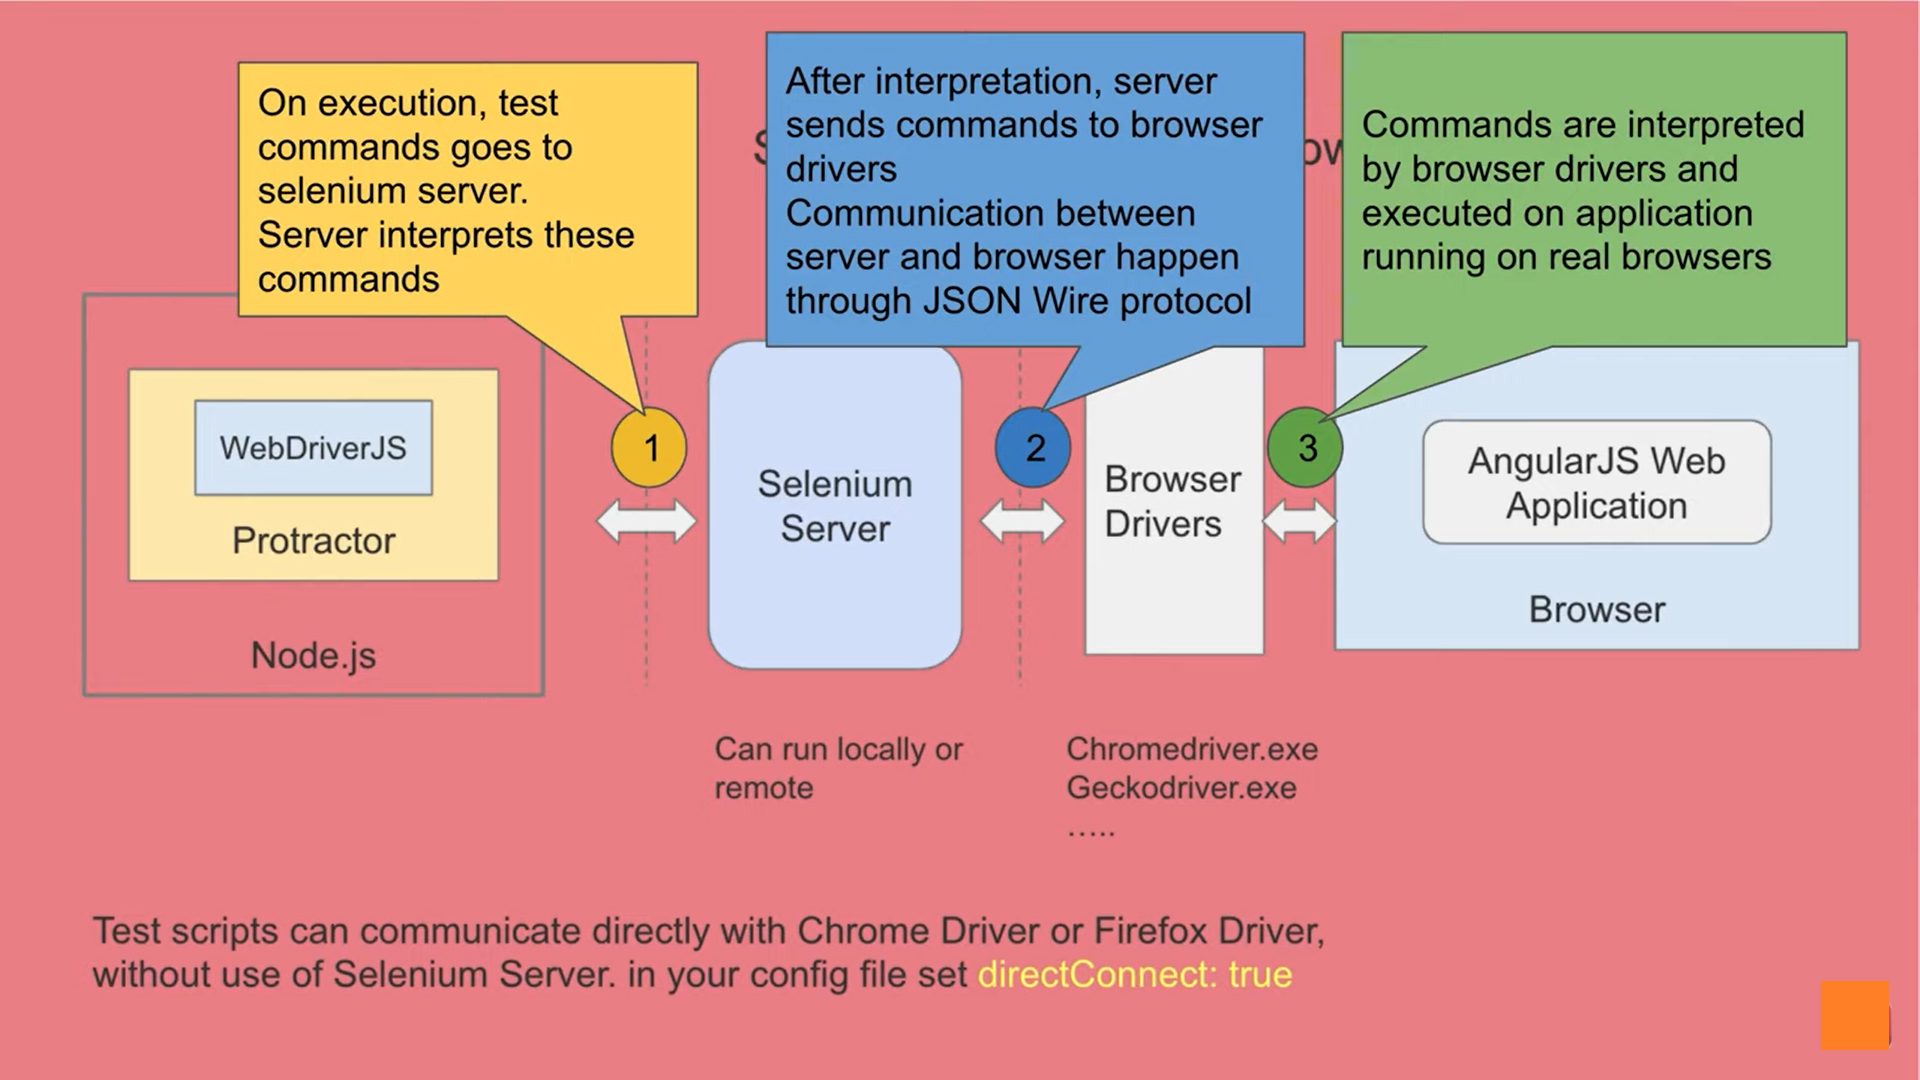 On execution, test
commands goes to
selenium server.
Server interprets these
commands
After interpretation, server
sends commands to browser
drivers
Communication between
server and browser happen
through JSON Wire protocol
Commands are interpreted
by browser drivers and
executed on application
running on real browsers
1
2
3
WebDriverJS
Protractor
Node.js
Selenium
Server
Browser
Drivers
AngularJS Web
Application
Browser
Can run locally or
remote
Chromedriver.exe
Geckodriver.exe
.....
Test scripts can communicate directly with Chrome Driver or Firefox Driver,
without use of Selenium Server. in your config file set directConnect: true